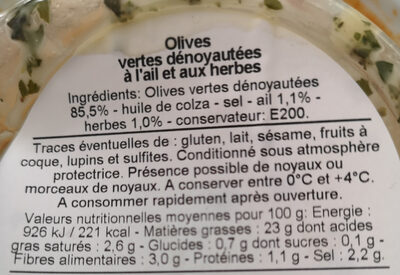 Olives
vertes dénoyautées
à l'ail et aux herbes
Ingrédients: Olives vertes dénoyautées
85,5% - huile de colza - sel - ail 1,1% -
herbes 1,0% - conservateur: E200.
Traces éventuelles de : gluten, lait, sésame, fruits à
coque, lupins et sulfites. Conditionné sous atmosphère
protectrice. Présence possible de noyaux ou
morceaux de noyaux. A conserver entre 0°C et +4°C.
A consommer rapidement après ouverture.
Valeurs nutritionnelles moyennes pour 100 g: Energie :
926 kJ / 221 kcal - Matières grasses : 23 g dont acides
gras saturés : 2,6 g - Glucides : 0,7 g dont sucres : 0,1 g -
Fibres alimentaires : 3,0 g - Protéines : 1,1 g - Sel : 2,2 g.